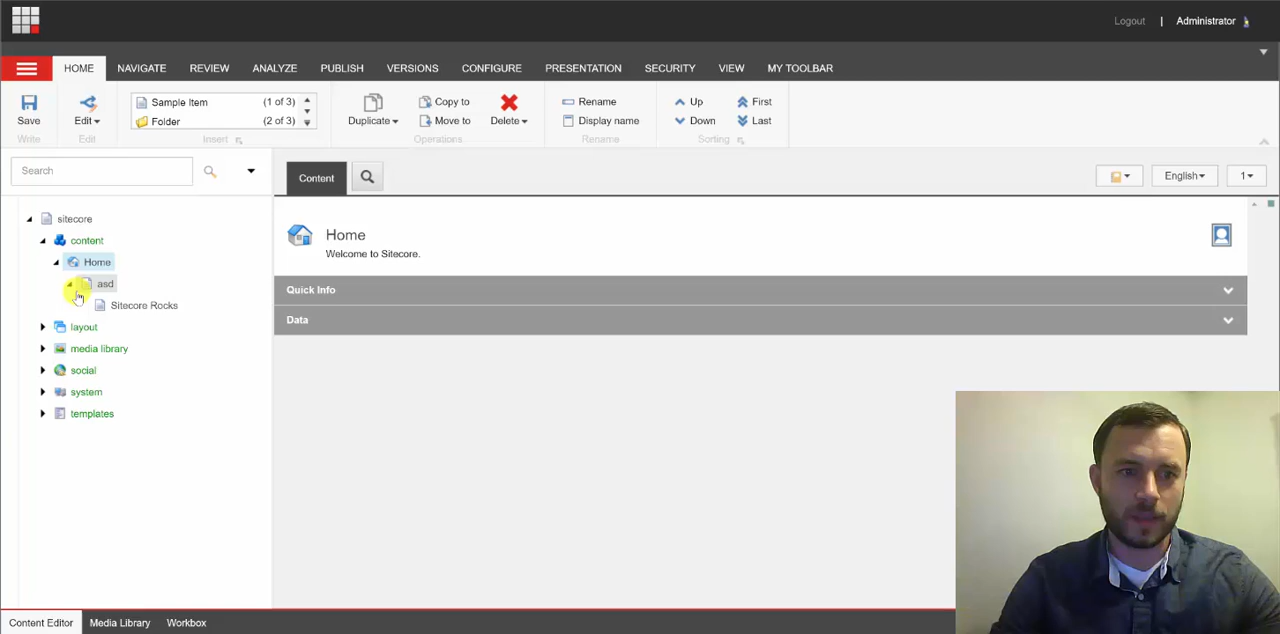 Logout | Administrator
HOME NAVIGATE REVIEW ANALYZE PUBLISH VERSIONS CONFIGURE PRESENTATION SECURITY VIEW MY TOOLBAR
Sample Item (1 of 3) Copy to Rename Up First
Save Edit Folder (2 of 3) Duplicate Move to Delete Display name Down Last
Write Edit Insert Operations Rename Sorting
Search Content English 1
sitecore
content
Home
asd
Sitecore Rocks
layout
media library
social
system
templates
Home
Welcome to Sitecore.
Quick Info
Data
Content Editor Media Library Workbox